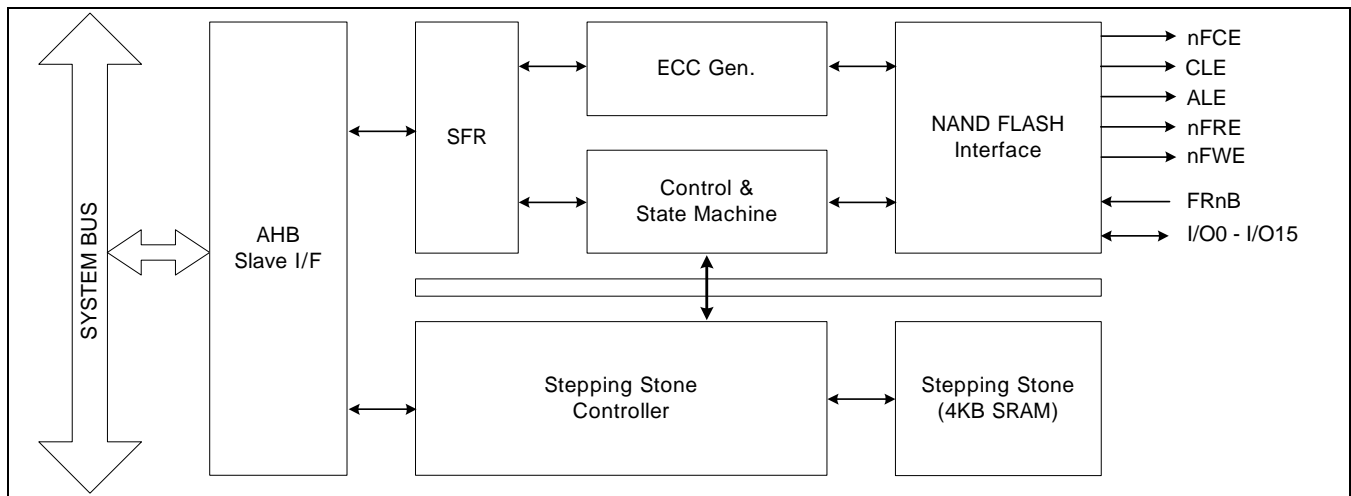 SYSTEM BUS
AHB
Slave I/F
SFR
ECC Gen.
Control &
State Machine
NAND FLASH
Interface
nFCE
CLE
ALE
nFRE
nFWE
FRnB
I/O0 - I/O15
Stepping Stone
Controller
Stepping Stone
(4KB SRAM)